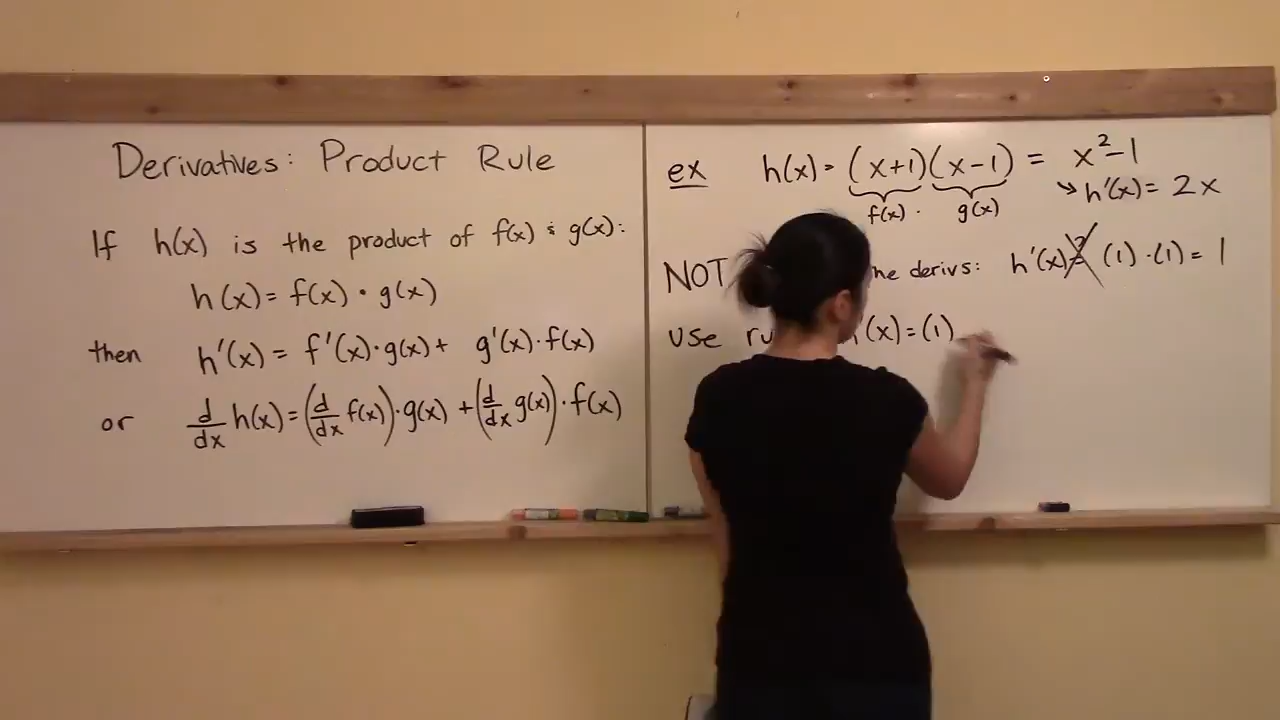 Derivatives: Product Rule
If h(x) is the product of f(x) & g(x):
h(x) = f(x) · g(x)
then h'(x) = f'(x)·g(x) + g'(x)·f(x)
or d/dx h(x) = (d/dx f(x))·g(x) + (d/dx g(x))·f(x)
ex h(x) = (x+1)(x-1) = x²-1
f(x) · g(x)
↘ h'(x) = 2x
NOT derivs: h'(x) ?= (1)·(1) = 1
use (x) = (1)